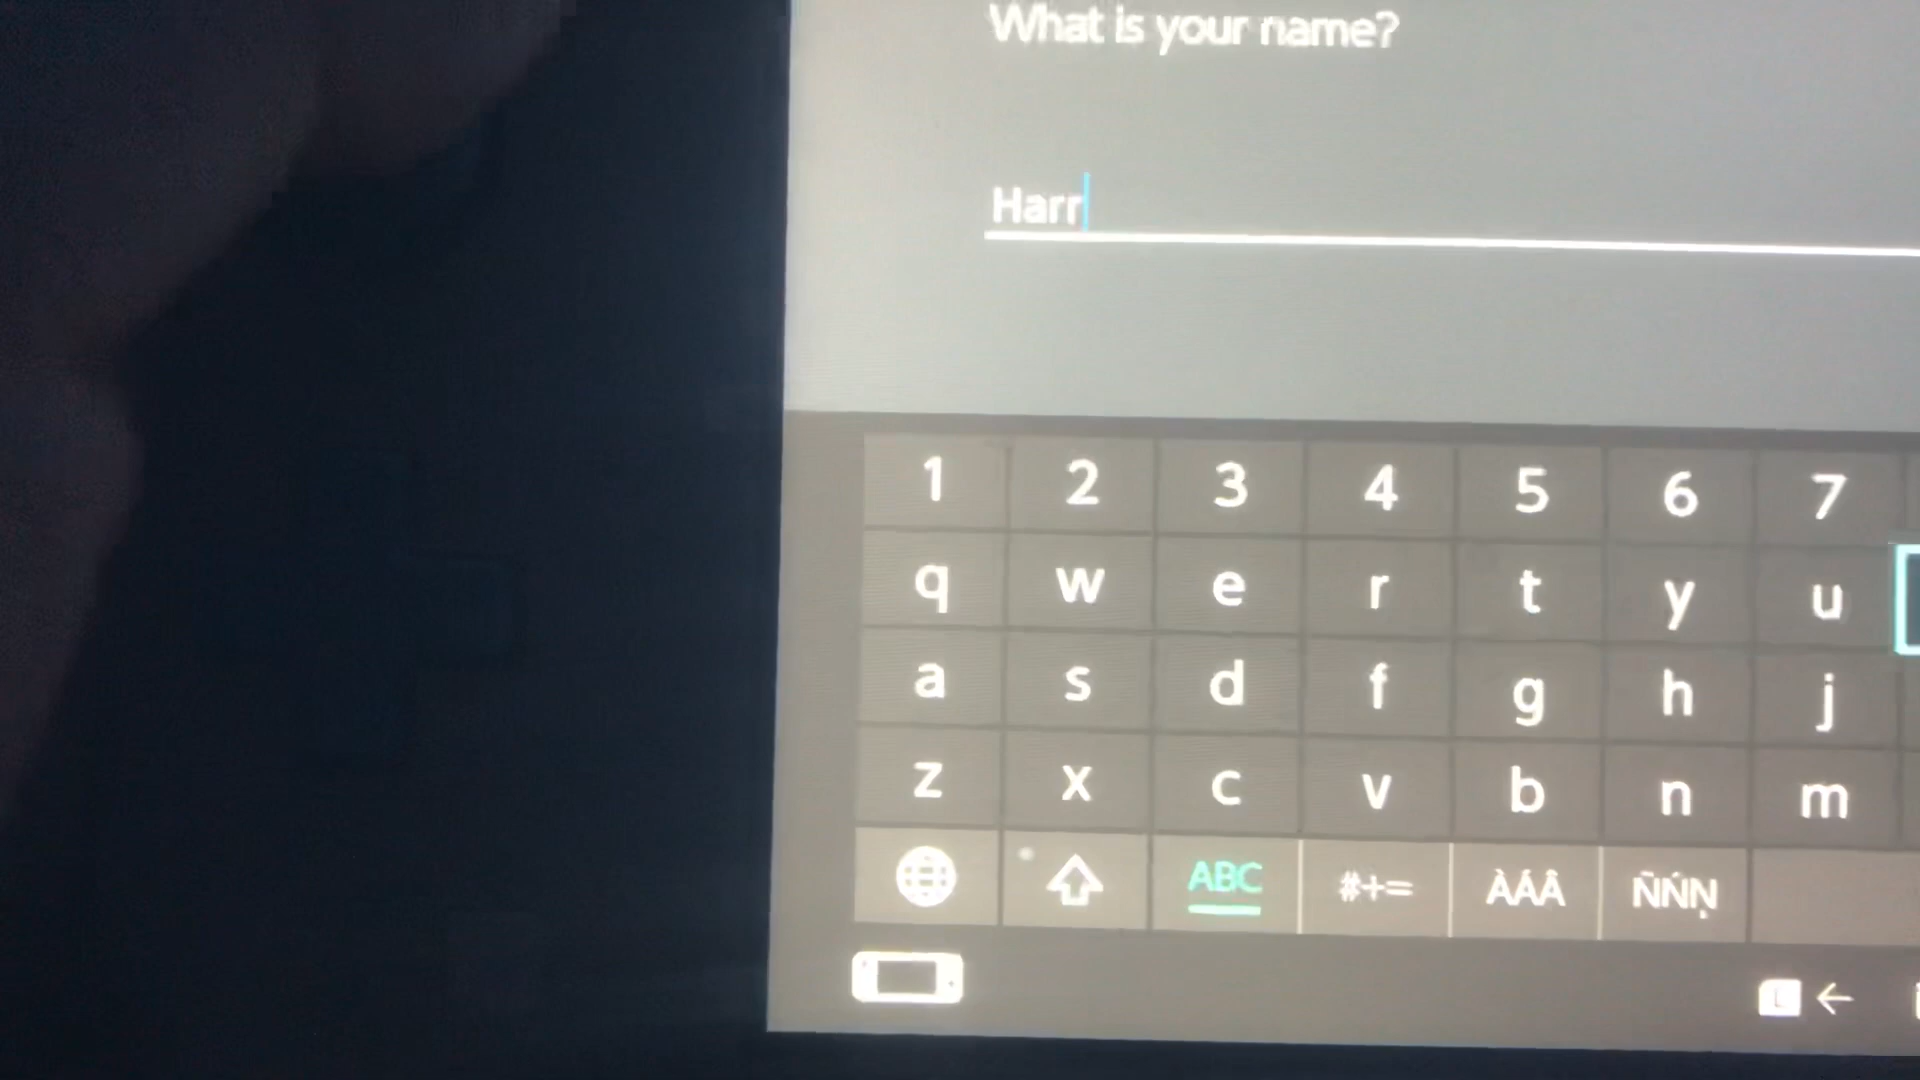 What is your name?
Harr
1 2 3 4 5 6 7
q w e r t y u
a s d f g h j
z x c v b n m
ABC #+= ÀÁÂ ÑŃŅ
L ←